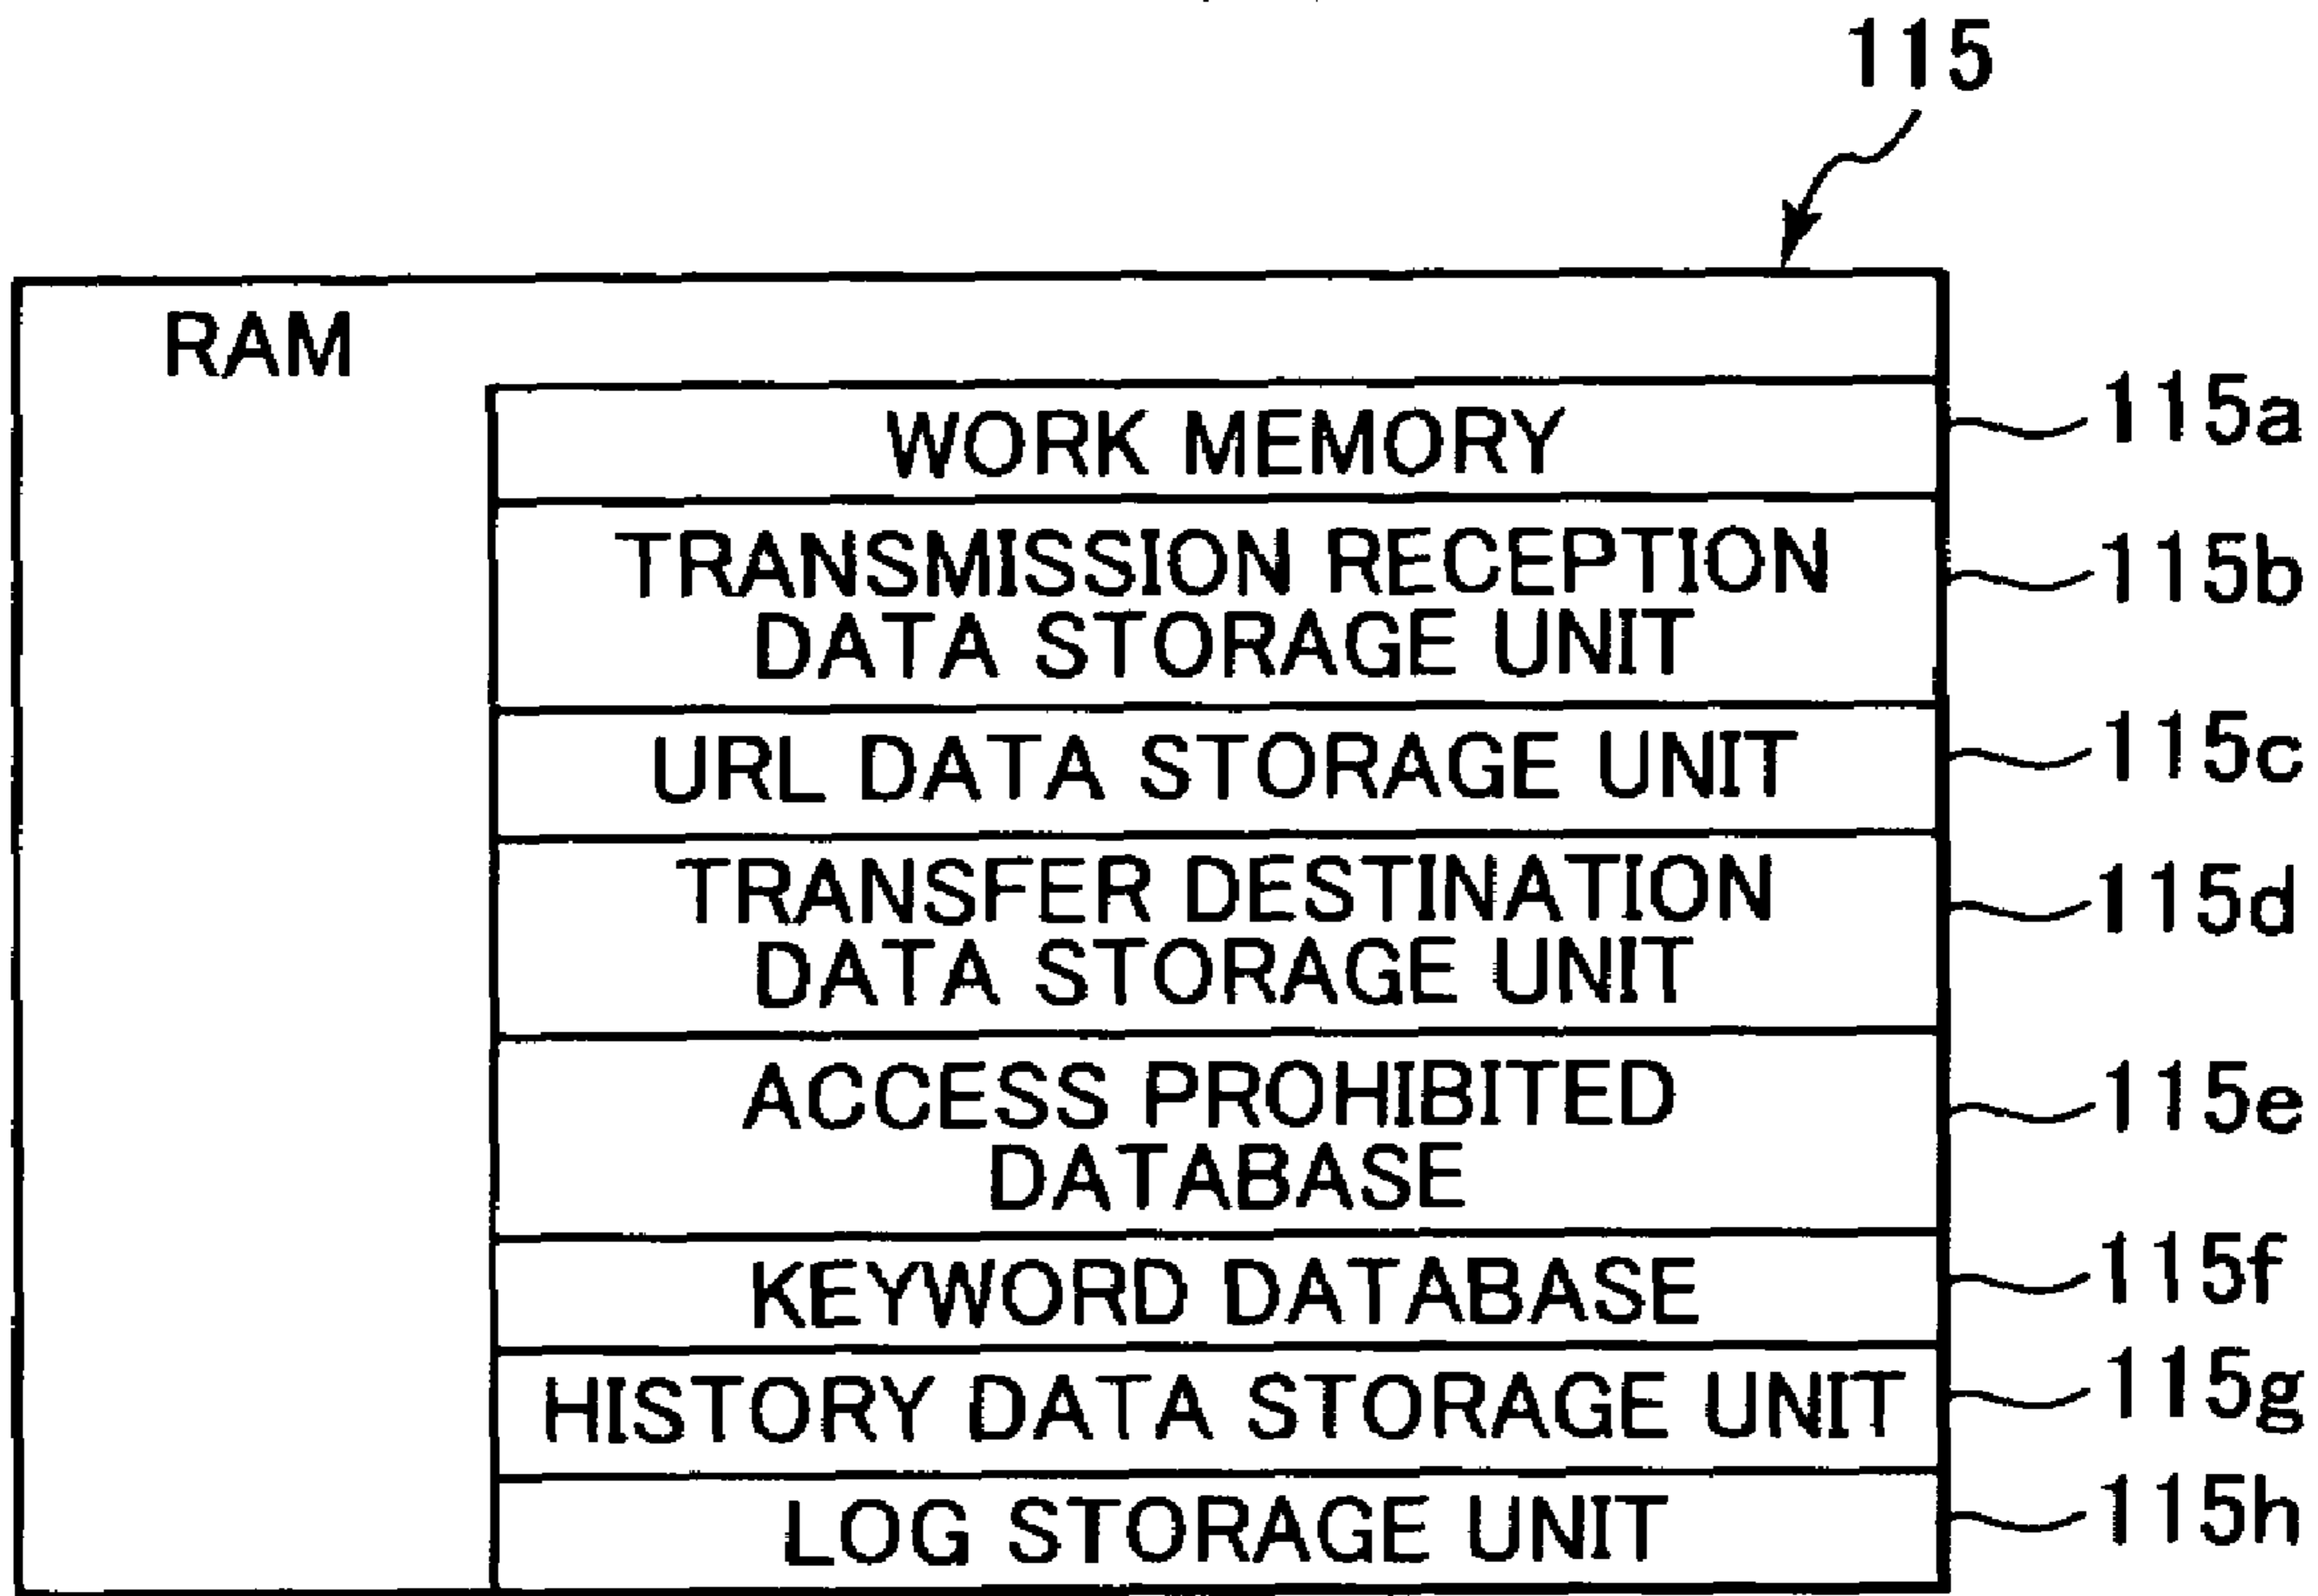 115
RAM
WORK MEMORY
115a
TRANSMISSION RECEPTION
DATA STORAGE UNIT
115b
URL DATA STORAGE UNIT
115c
TRANSFER DESTINATION
DATA STORAGE UNIT
115d
ACCESS PROHIBITED
DATABASE
115e
KEYWORD DATABASE
115f
HISTORY DATA STORAGE UNIT
115g
LOG STORAGE UNIT
115h